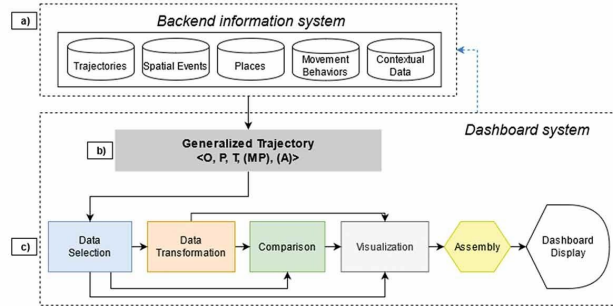 a)
Backend information system
Trajectories
Spatial Events
Places
Movement
Behaviors
Contextual
Data
Dashboard system
b)
Generalized Trajectory
<O, P, T, (MP), (A)>
c)
Data
Selection
Data
Transformation
Comparison
Visualization
Assembly
Dashboard
Display